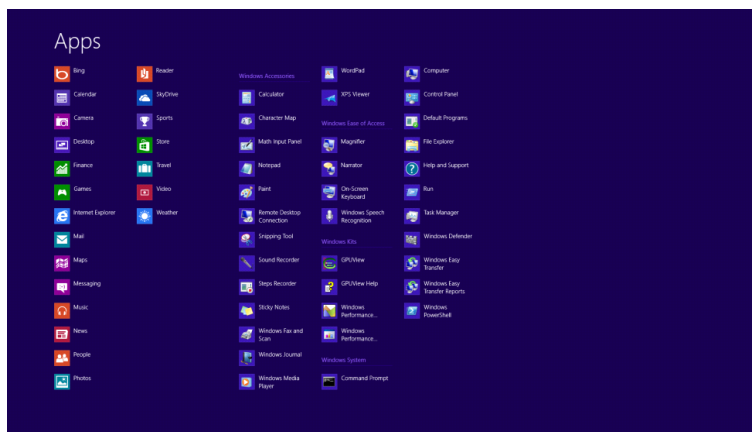 Apps
Bing
Calendar
Camera
Desktop
Finance
Games
Internet Explorer
Mail
Maps
Messaging
Music
News
People
Photos
Reader
SkyDrive
Sports
Store
Travel
Video
Weather
Windows Accessories
Calculator
Character Map
Math Input Panel
Notepad
Paint
Remote Desktop
Connection
Snipping Tool
Sound Recorder
Steps Recorder
Sticky Notes
Windows Fax and
Scan
Windows Journal
Windows Media
Player
WordPad
XPS Viewer
Windows Ease of Access
Magnifier
Narrator
On-Screen
Keyboard
Windows Speech
Recognition
Windows Kits
GPUView
GPUView Help
Windows
Performance...
Windows
Performance...
Windows System
Command Prompt
Computer
Control Panel
Default Programs
File Explorer
Help and Support
Run
Task Manager
Windows Defender
Windows Easy
Transfer
Windows Easy
Transfer Reports
Windows
PowerShell